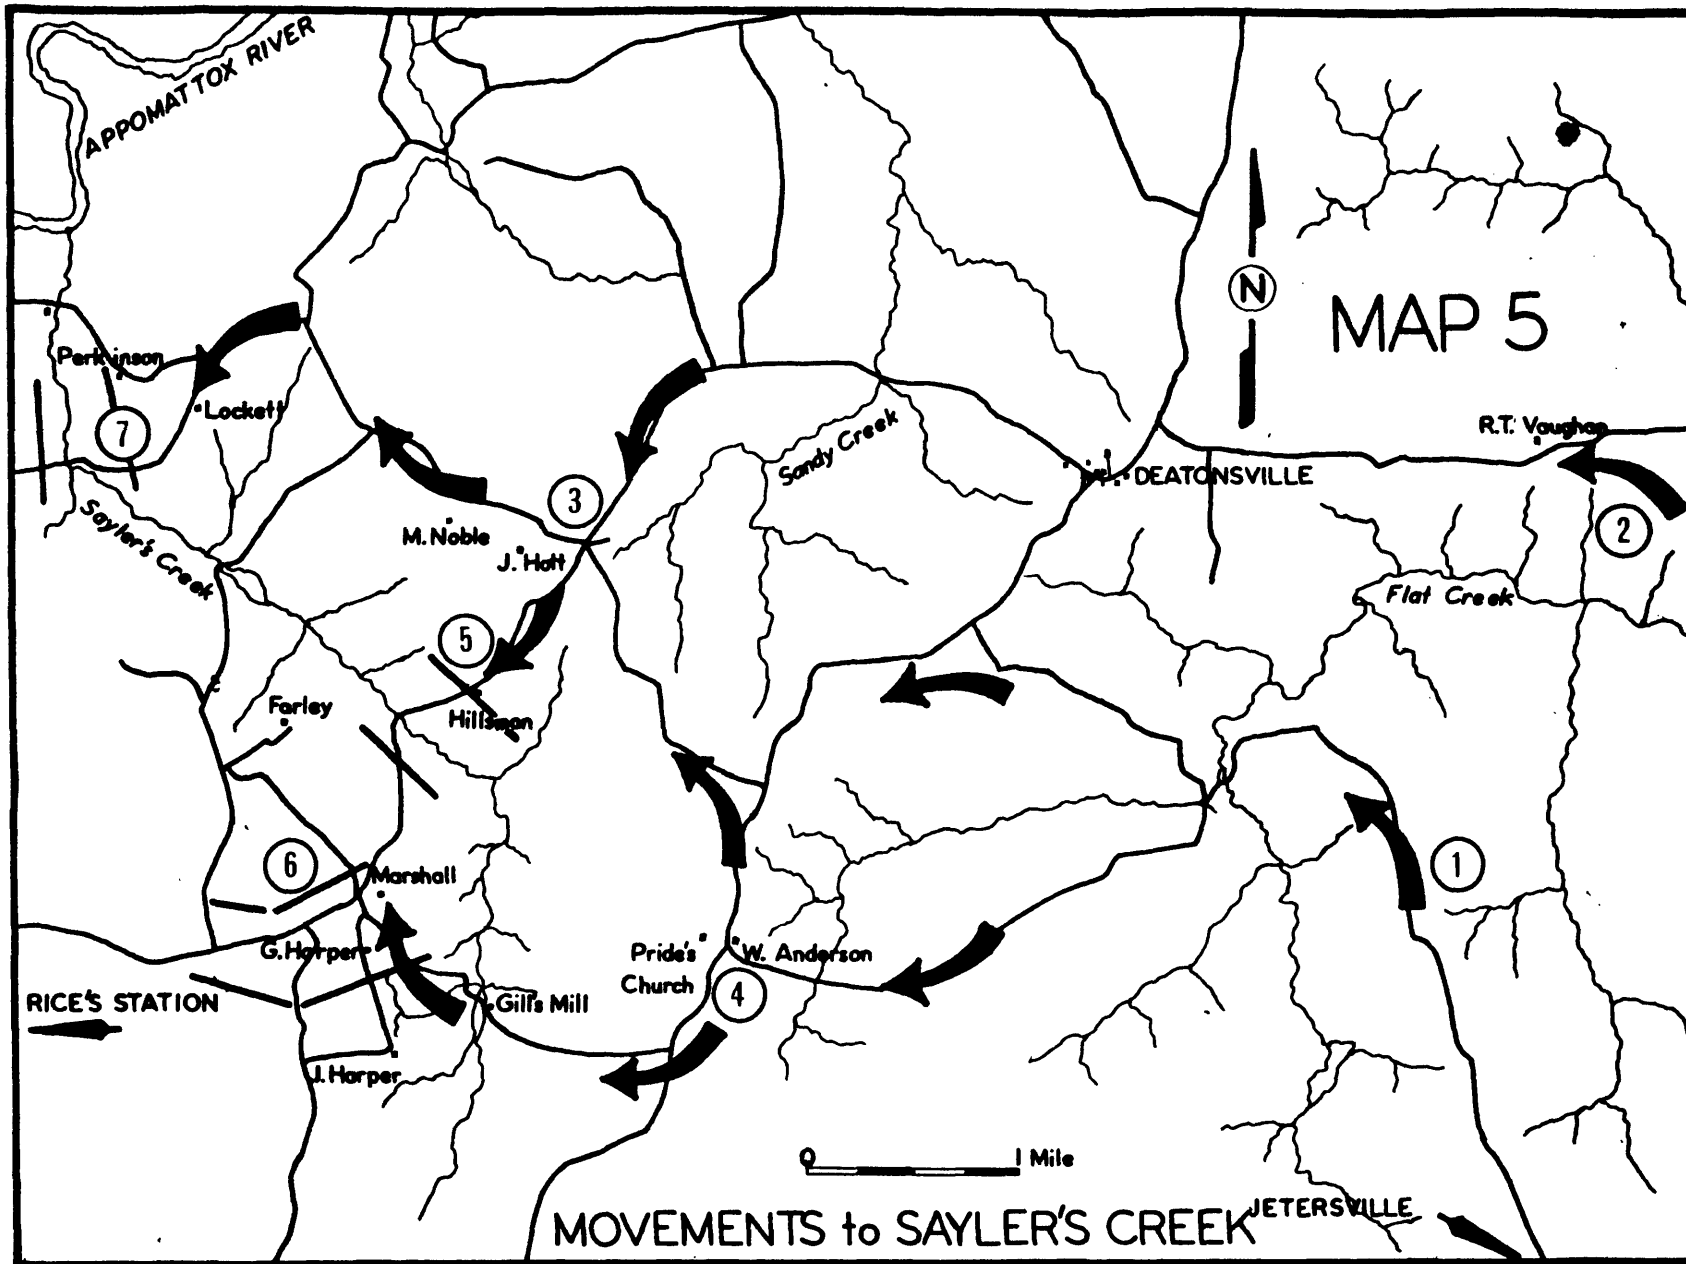 APPOMATTOX RIVER
N
MAP 5
Perkinson
Lockett
7
R.T. Vaughan
Sandy Creek
DEATONSVILLE
3
2
M. Noble
J. Hott
Sayler's Creek
Flat Creek
5
Farley
Hillsman
6
Marshall
1
G. Harper
Pride's
Church
W. Anderson
4
RICE'S STATION
Gill's Mill
J. Harper
0 1 Mile
MOVEMENTS to SAYLER'S CREEK
JETERSVILLE